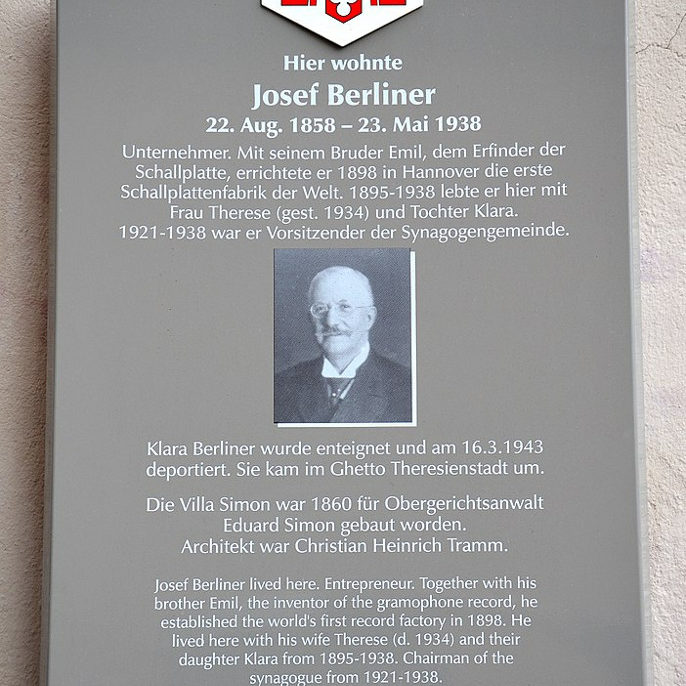 Hier wohnte
Josef Berliner
22. Aug. 1858 – 23. Mai 1938
Unternehmer. Mit seinem Bruder Emil, dem Erfinder der
Schallplatte, errichtete er 1898 in Hannover die erste
Schallplattenfabrik der Welt. 1895-1938 lebte er hier mit
Frau Therese (gest. 1934) und Tochter Klara.
1921-1938 war er Vorsitzender der Synagogengemeinde.
Klara Berliner wurde enteignet und am 16.3.1943
deportiert. Sie kam im Ghetto Theresienstadt um.
Die Villa Simon war 1860 für Obergerichtsanwalt
Eduard Simon gebaut worden.
Architekt war Christian Heinrich Tramm.
Josef Berliner lived here. Entrepreneur. Together with his
brother Emil, the inventor of the gramophone record, he
established the world's first record factory in 1898. He
lived here with his wife Therese (d. 1934) and their
daughter Klara from 1895-1938. Chairman of the
synagogue from 1921-1938.